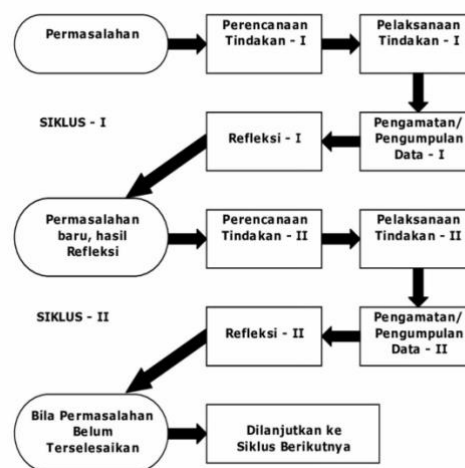 Permasalahan
Perencanaan
Tindakan - I
Pelaksanaan
Tindakan - I
SIKLUS - I
Refleksi - I
Pengamatan/
Pengumpulan
Data - I
Permasalahan
baru, hasil
Refleksi
Perencanaan
Tindakan - II
Pelaksanaan
Tindakan - II
SIKLUS - II
Refleksi - II
Pengamatan/
Pengumpulan
Data - II
Bila Permasalahan
Belum
Terselesaikan
Dilanjutkan ke
Siklus Berikutnya